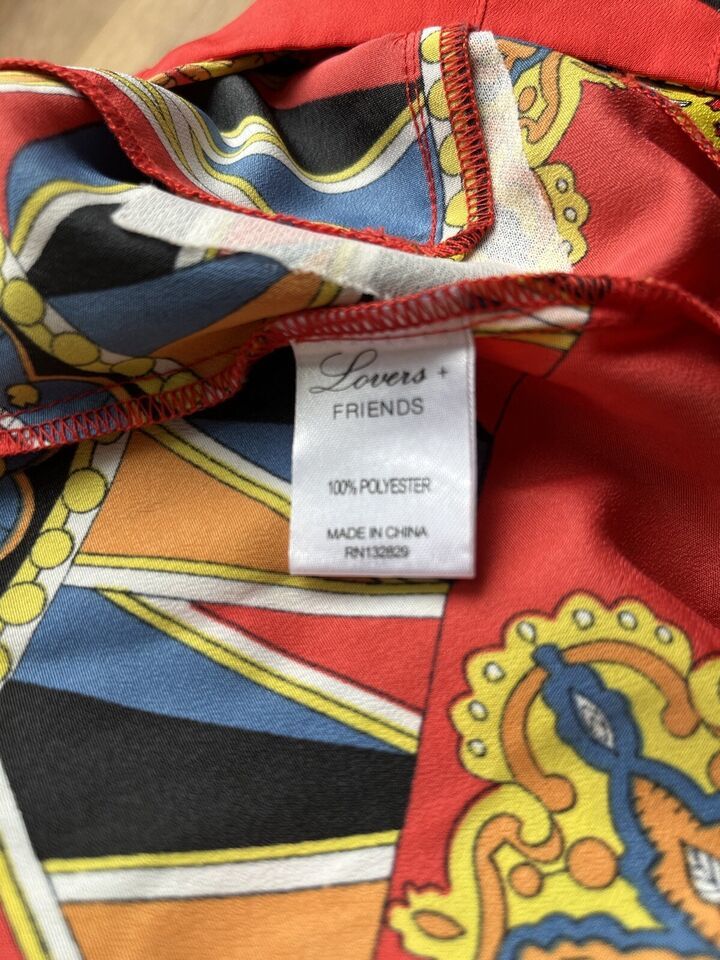 Lovers +
FRIENDS
100% POLYESTER
MADE IN CHINA
RN132829